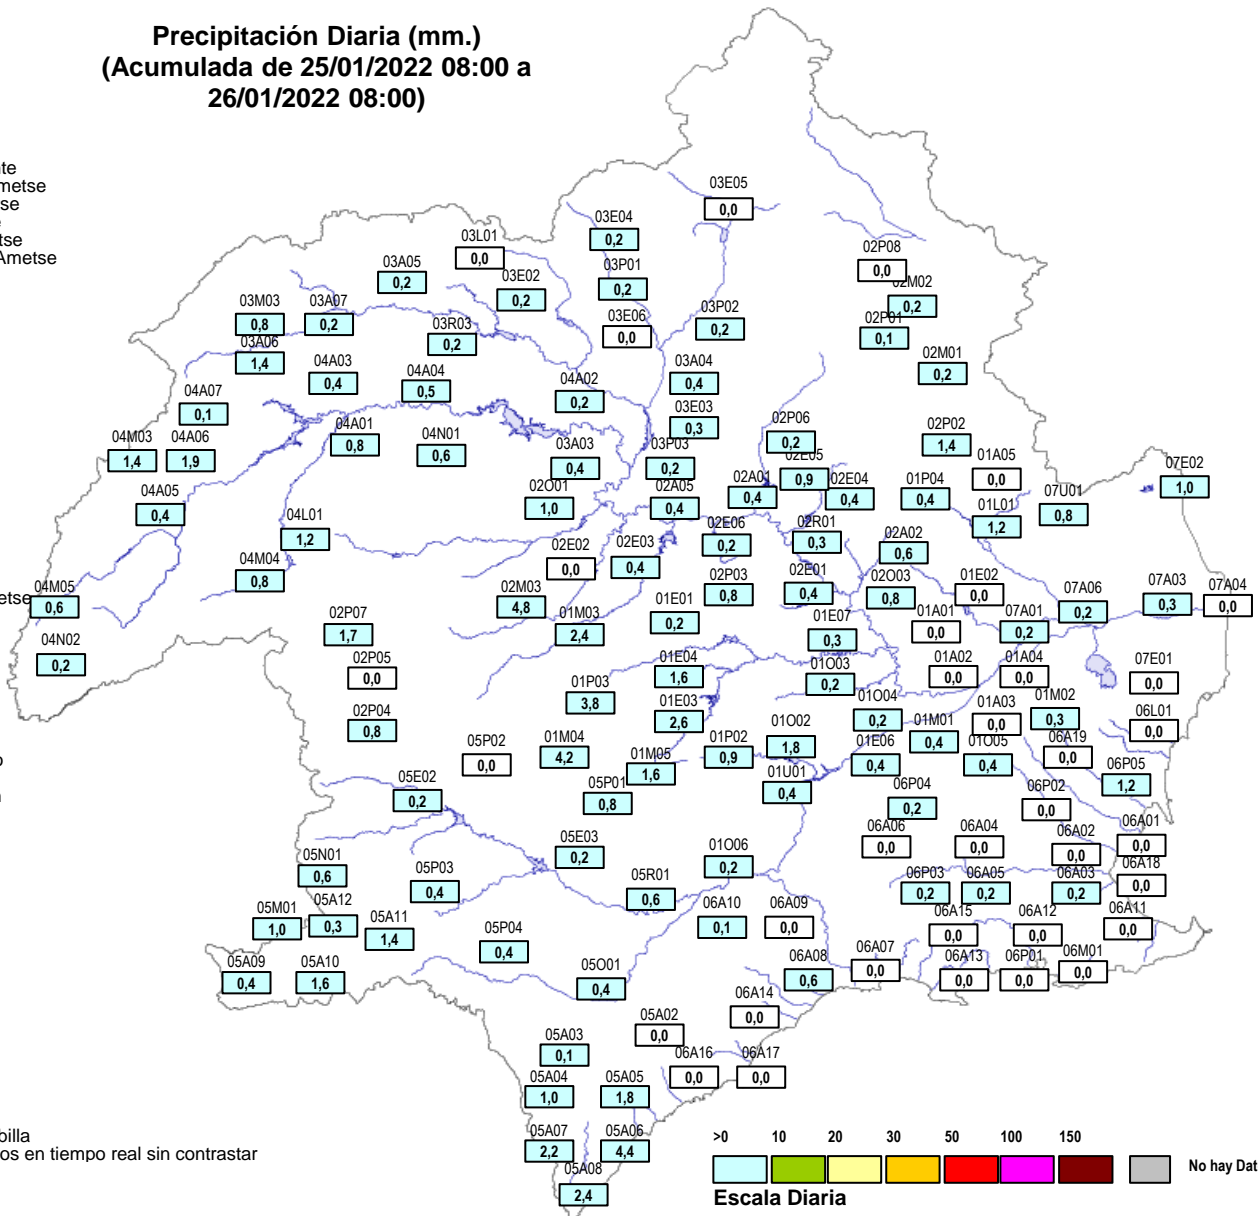 Precipitación Diaria (mm.)
(Acumulada de 25/01/2022 08:00 a
26/01/2022 08:00)
nte
Ametse
tse
e
etse
Ametse
03E05
0,0
03E04
0,2
03L01
0,0
02P08
0,0
03A05
0,2
03E02
0,2
03P01
0,2
02M02
0,2
03M03
0,8
03A07
0,2
03R03
0,2
03E06
0,0
03P02
0,2
02P01
0,1
03A06
1,4
04A03
0,4
04A04
0,5
03A04
0,4
02M01
0,2
04A07
0,1
04A02
0,2
03E03
0,3
04M03
1,4
04A06
1,9
04A01
0,8
04N01
0,6
03A03
0,4
03P03
0,2
02P06
0,2
02P02
1,4
02E05
0,9
01A05
0,0
07E02
1,0
04A05
0,4
02O01
1,0
02A05
0,4
02A01
0,4
02E04
0,4
01P04
0,4
01L01
1,2
07U01
0,8
04L01
1,2
02E06
0,2
02R01
0,3
02A02
0,6
04M04
0,8
02E02
0,0
02E03
0,4
etse
04M05
0,6
02M03
4,8
02P03
0,8
02E01
0,4
02O03
0,8
01E02
0,0
07A06
0,2
07A03
0,3
07A04
0,0
02P07
1,7
01M03
2,4
01E01
0,2
01E07
0,3
01A01
0,0
07A01
0,2
04N02
0,2
02P05
0,0
01E04
1,6
01O03
0,2
01A02
0,0
01A04
0,0
07E01
0,0
01P03
3,8
01E03
2,6
01O04
0,2
01A03
0,0
01M02
0,3
06L01
0,0
02P04
0,8
05P02
0,0
01M04
4,2
01M05
1,6
01P02
0,9
01O02
1,8
01E06
0,4
01M01
0,4
01O05
0,4
06A19
0,0
06P05
1,2
o
05E02
0,2
05P01
0,8
01U01
0,4
06P04
0,2
06P02
0,0
05E03
0,2
01O06
0,2
06A06
0,0
06A04
0,0
06A02
0,0
06A01
0,0
05N01
0,6
05P03
0,4
05R01
0,6
06P03
0,2
06A05
0,2
06A03
0,2
06A18
0,0
05M01
1,0
05A12
0,3
05A11
1,4
06A10
0,1
06A09
0,0
06A15
0,0
06A12
0,0
06A11
0,0
05P04
0,4
05A09
0,4
05A10
1,6
05O01
0,4
06A08
0,6
06A07
0,0
06A13
0,0
06P01
0,0
06M01
0,0
05A02
0,0
06A14
0,0
05A03
0,1
06A16
0,0
06A17
0,0
05A04
1,0
05A05
1,8
05A07
2,2
05A06
4,4
05A08
2,4
billa
os en tiempo real sin contrastar
>0 10 20 30 50 100 150
No hay Dat
Escala Diaria